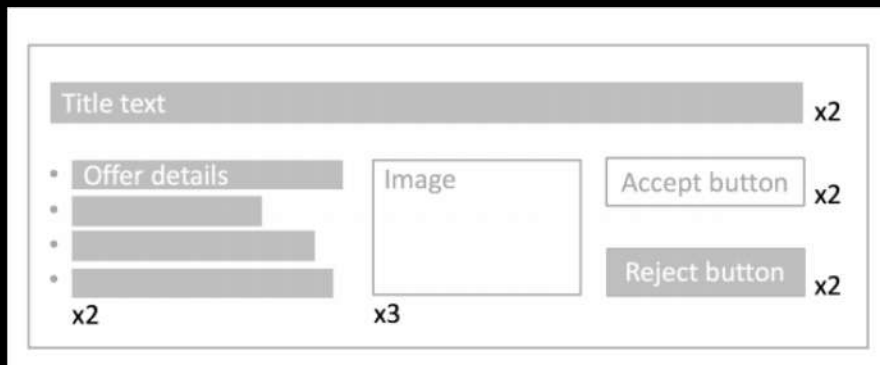 Title text
x2
Offer details
x2
Image
x3
Accept button
x2
Reject button
x2